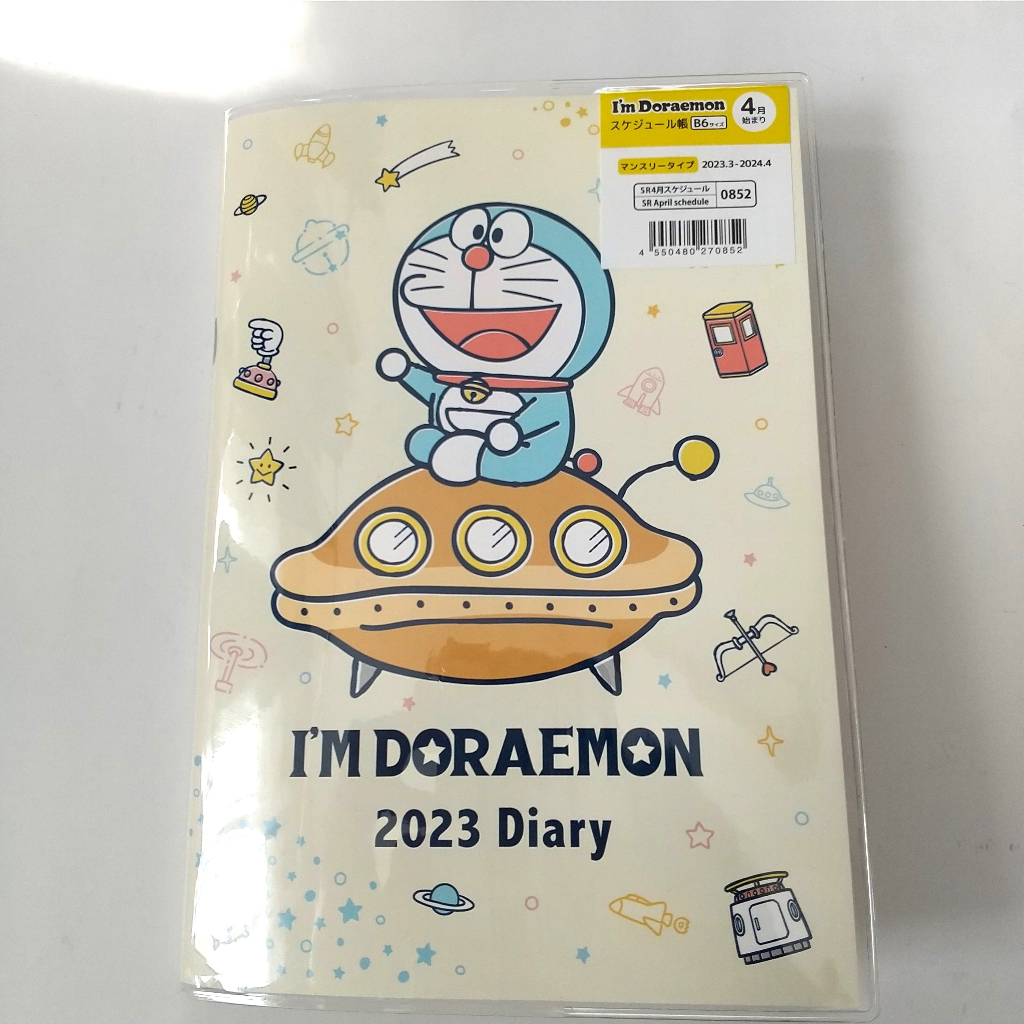 I'm Doraemon
スケジュール帳 B6サイズ
4月
始まり
マンスリータイプ 2023.3-2024.4
SR4月スケジュール
SR April schedule
0852
4 550480 270852
I'M DORAEMON
2023 Diary